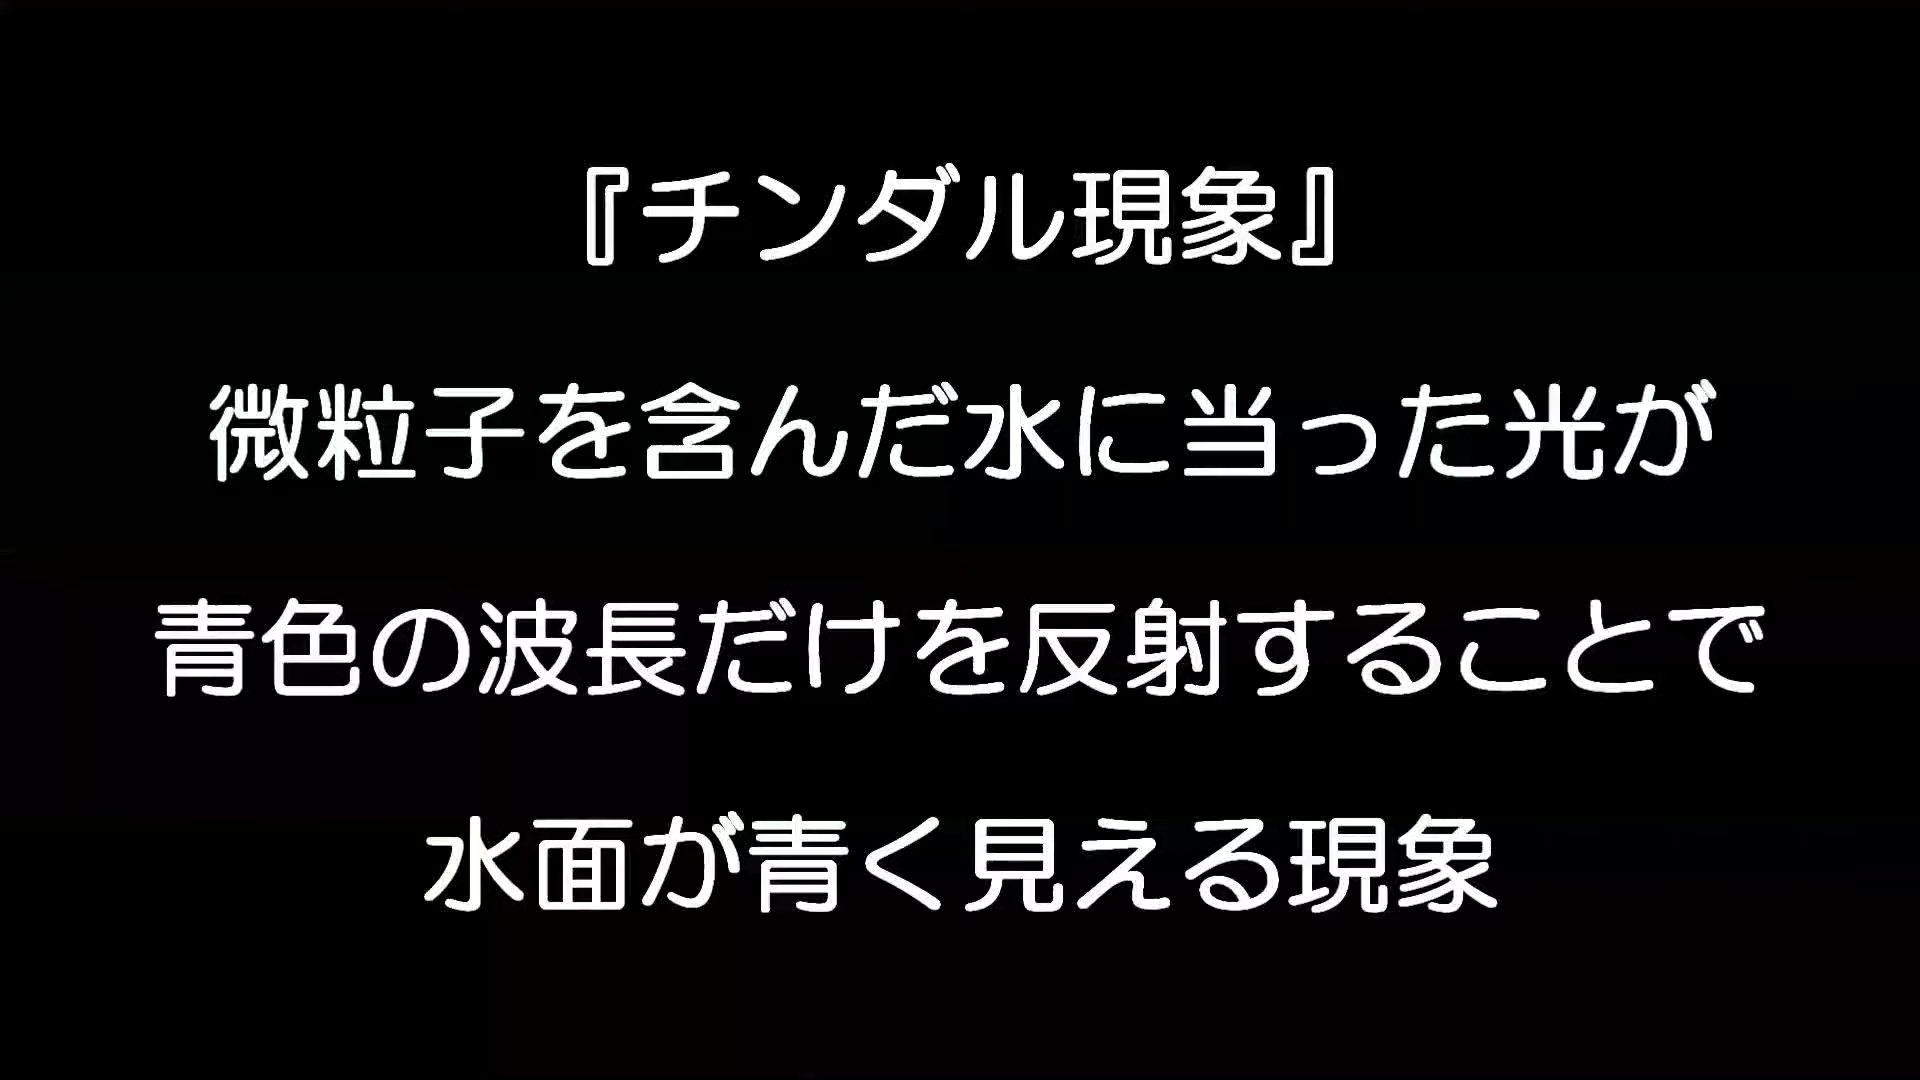 『チンダル現象』
微粒子を含んだ水に当った光が
青色の波長だけを反射することで
水面が青く見える現象